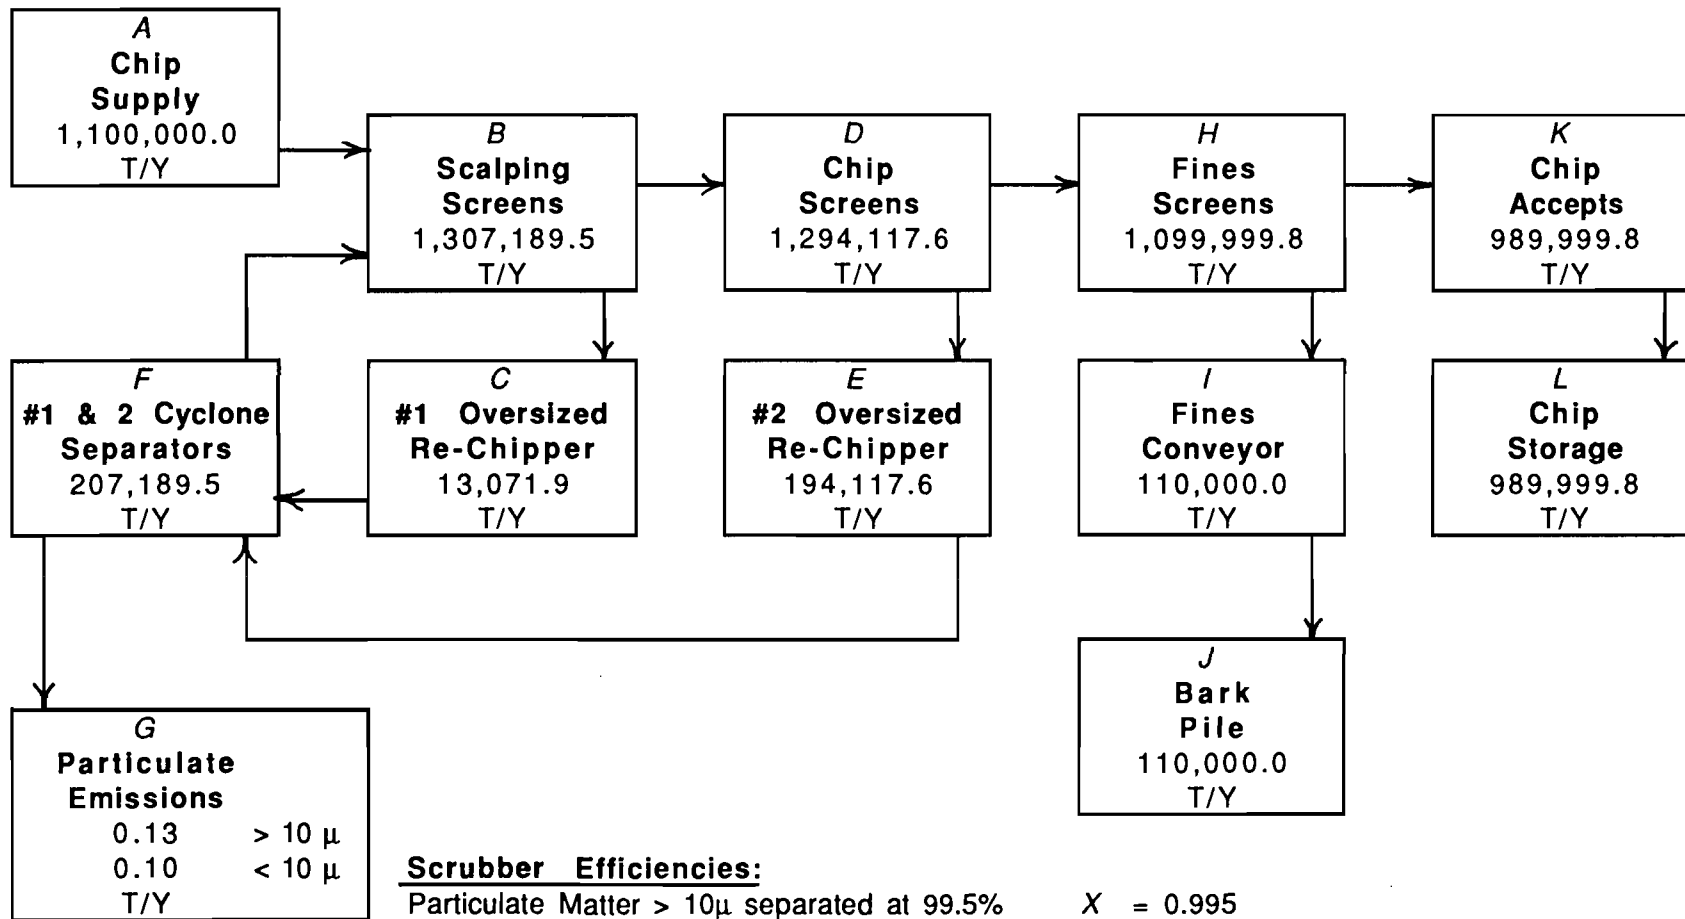 A
Chip
Supply
1,100,000.0
T/Y
B
Scalping
Screens
1,307,189.5
T/Y
D
Chip
Screens
1,294,117.6
T/Y
H
Fines
Screens
1,099,999.8
T/Y
K
Chip
Accepts
989,999.8
T/Y
F
#1 & 2 Cyclone
Separators
207,189.5
T/Y
C
#1 Oversized
Re-Chipper
13,071.9
T/Y
E
#2 Oversized
Re-Chipper
194,117.6
T/Y
I
Fines
Conveyor
110,000.0
T/Y
L
Chip
Storage
989,999.8
T/Y
J
Bark
Pile
110,000.0
T/Y
G
Particulate
Emissions
0.13 > 10 μ
0.10 < 10 μ
T/Y
Scrubber Efficiencies:
Particulate Matter > 10μ separated at 99.5% X = 0.995